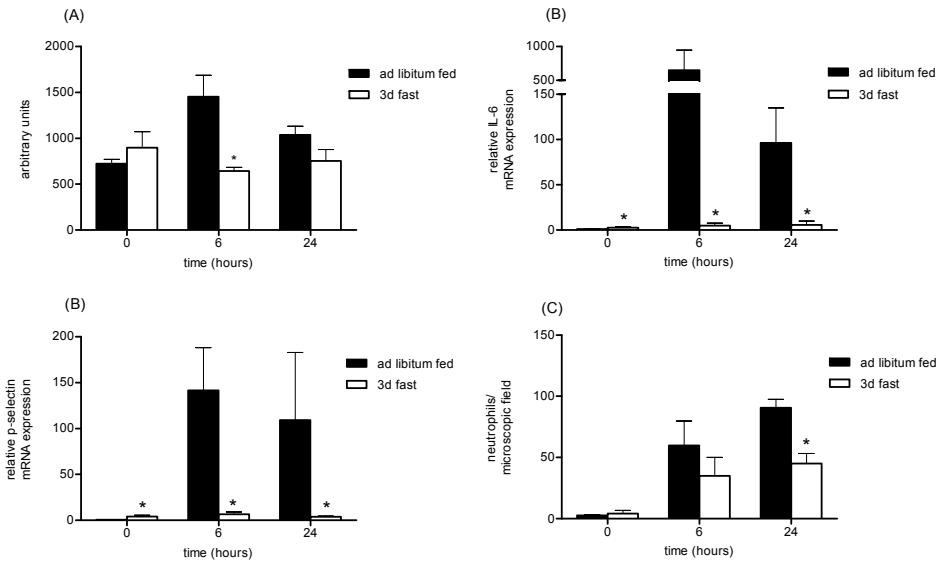 (A)
2000
1500
1000
500
0
arbitrary units
*
0 6 24
time (hours)
ad libitum fed
3d fast
(B)
1000
500
150
100
50
0
relative IL-6
mRNA expression
* * *
0 6 24
time (hours)
ad libitum fed
3d fast
(B)
200
150
100
50
0
relative p-selectin
mRNA expression
* * *
0 6 24
time (hours)
ad libitum fed
3d fast
(C)
150
100
50
0
neutrophils/
microscopic field
*
0 6 24
time (hours)
ad libitum fed
3d fast